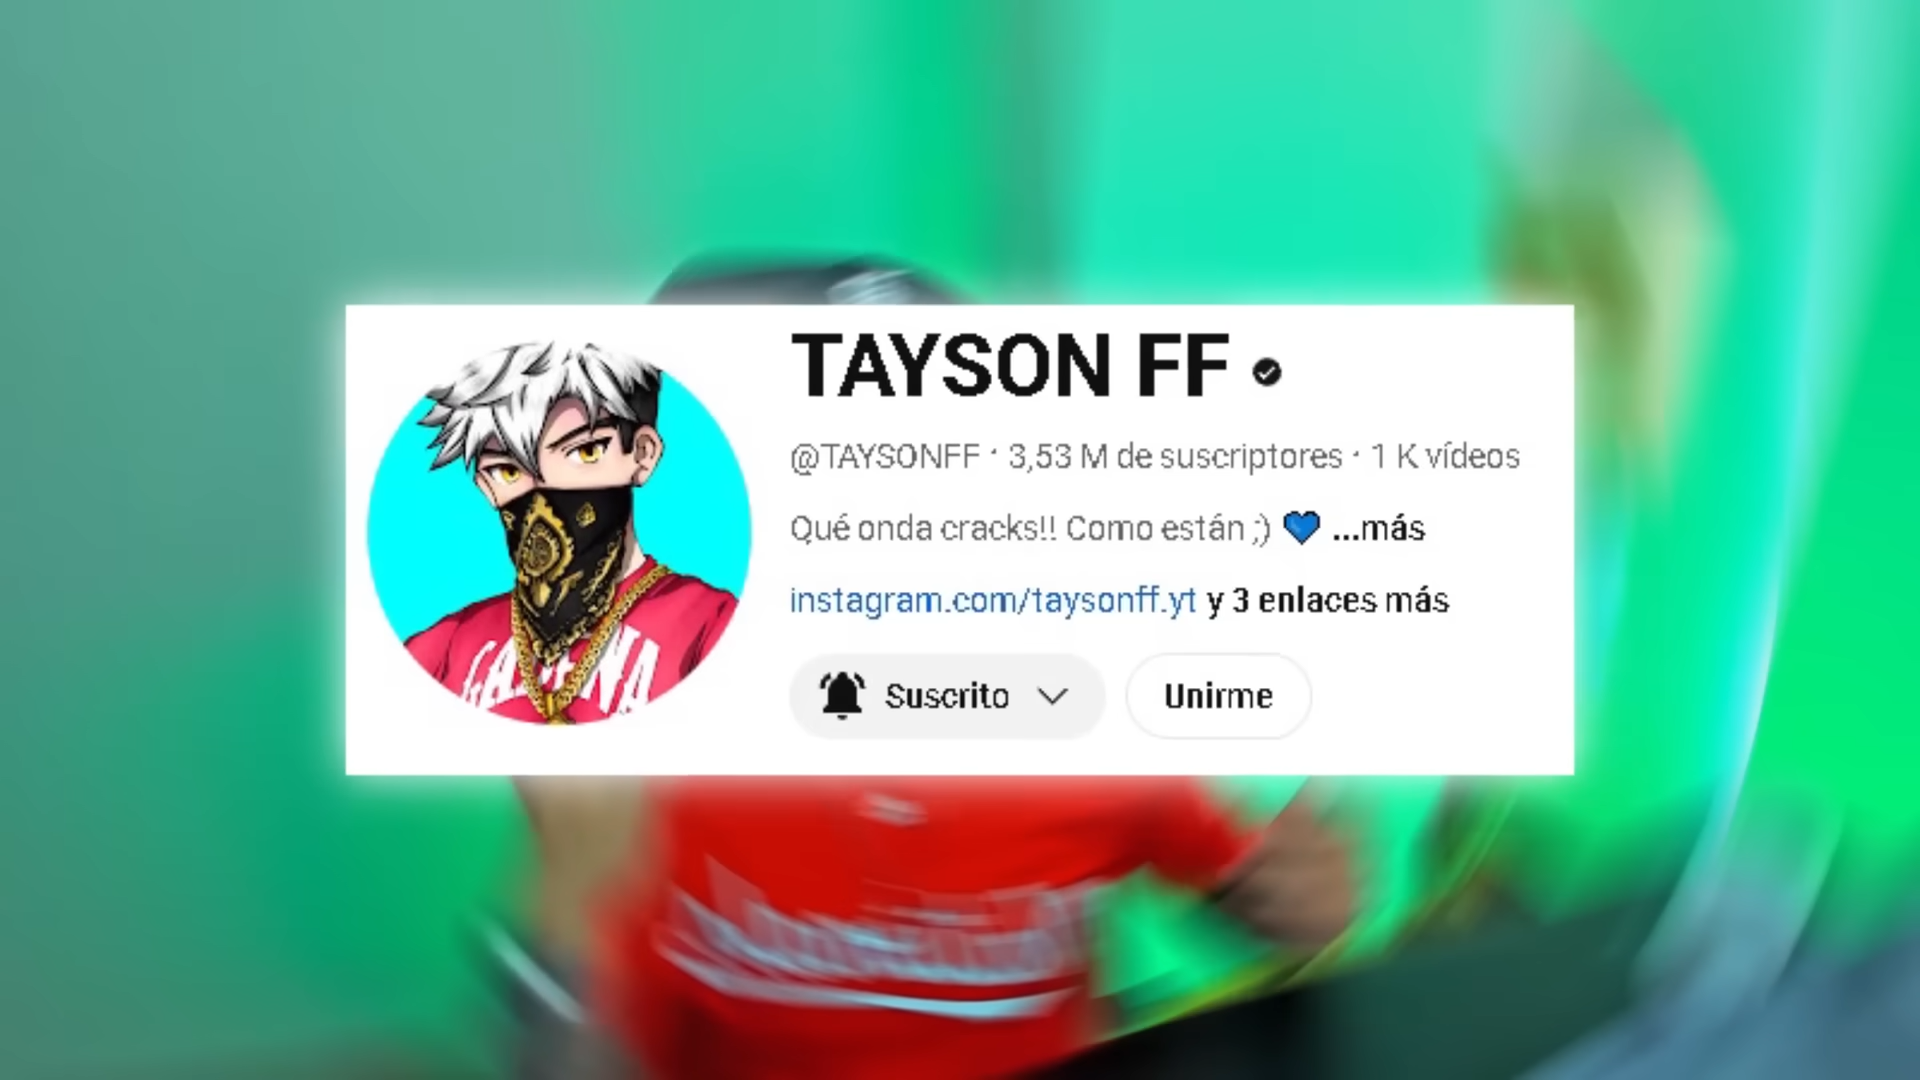 TAYSON FF
@TAYSONFF · 3,53 M de suscriptores · 1 K vídeos
Qué onda cracks!! Como están ;) 💙 ...más
instagram.com/taysonff.yt y 3 enlaces más
Suscrito
Unirme